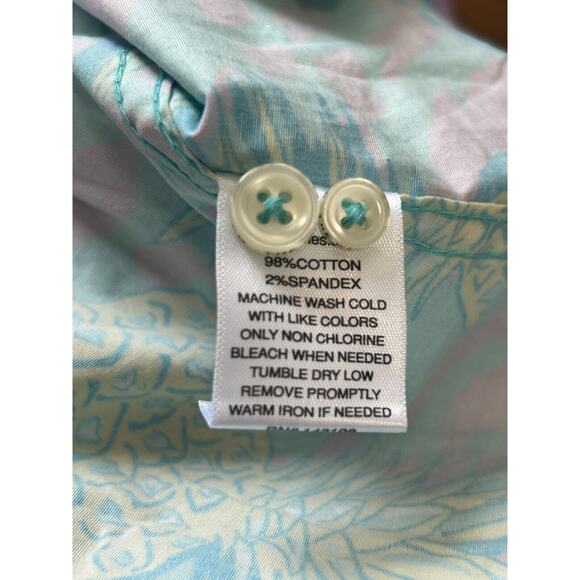 98%COTTON
2%SPANDEX
MACHINE WASH COLD
WITH LIKE COLORS
ONLY NON CHLORINE
BLEACH WHEN NEEDED
TUMBLE DRY LOW
REMOVE PROMPTLY
WARM IRON IF NEEDED